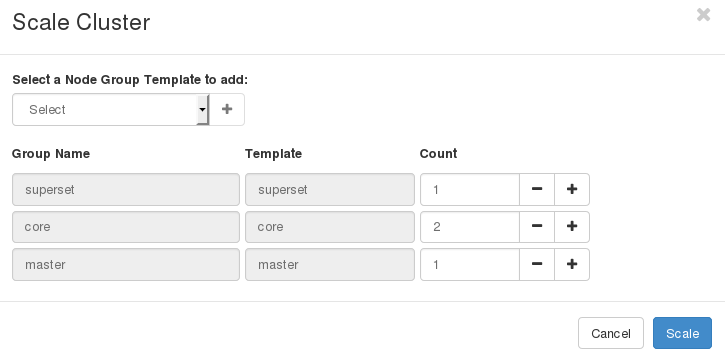 Scale Cluster
Select a Node Group Template to add:
Select
Group Name Template Count
superset superset 1
core core 2
master master 1
Cancel Scale